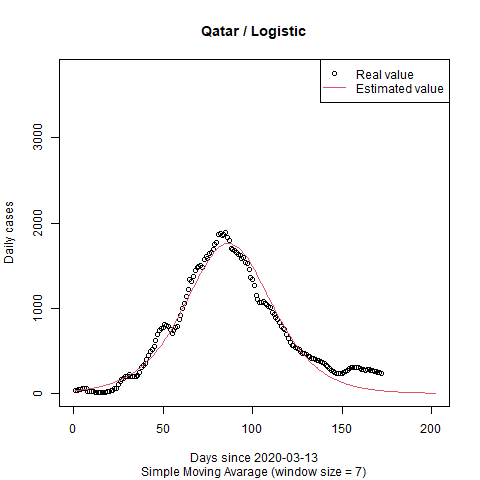 Qatar / Logistic
Real value
Estimated value
Daily cases
3000
2000
1000
0
0
50
100
150
200
Days since 2020-03-13
Simple Moving Avarage (window size = 7)